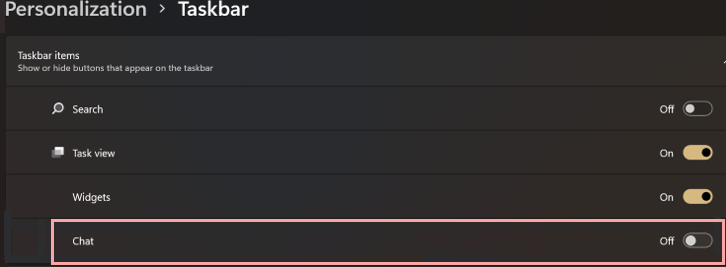 Personalization > Taskbar
Taskbar items
Show or hide buttons that appear on the taskbar
Search Off
Task view On
Widgets On
Chat Off